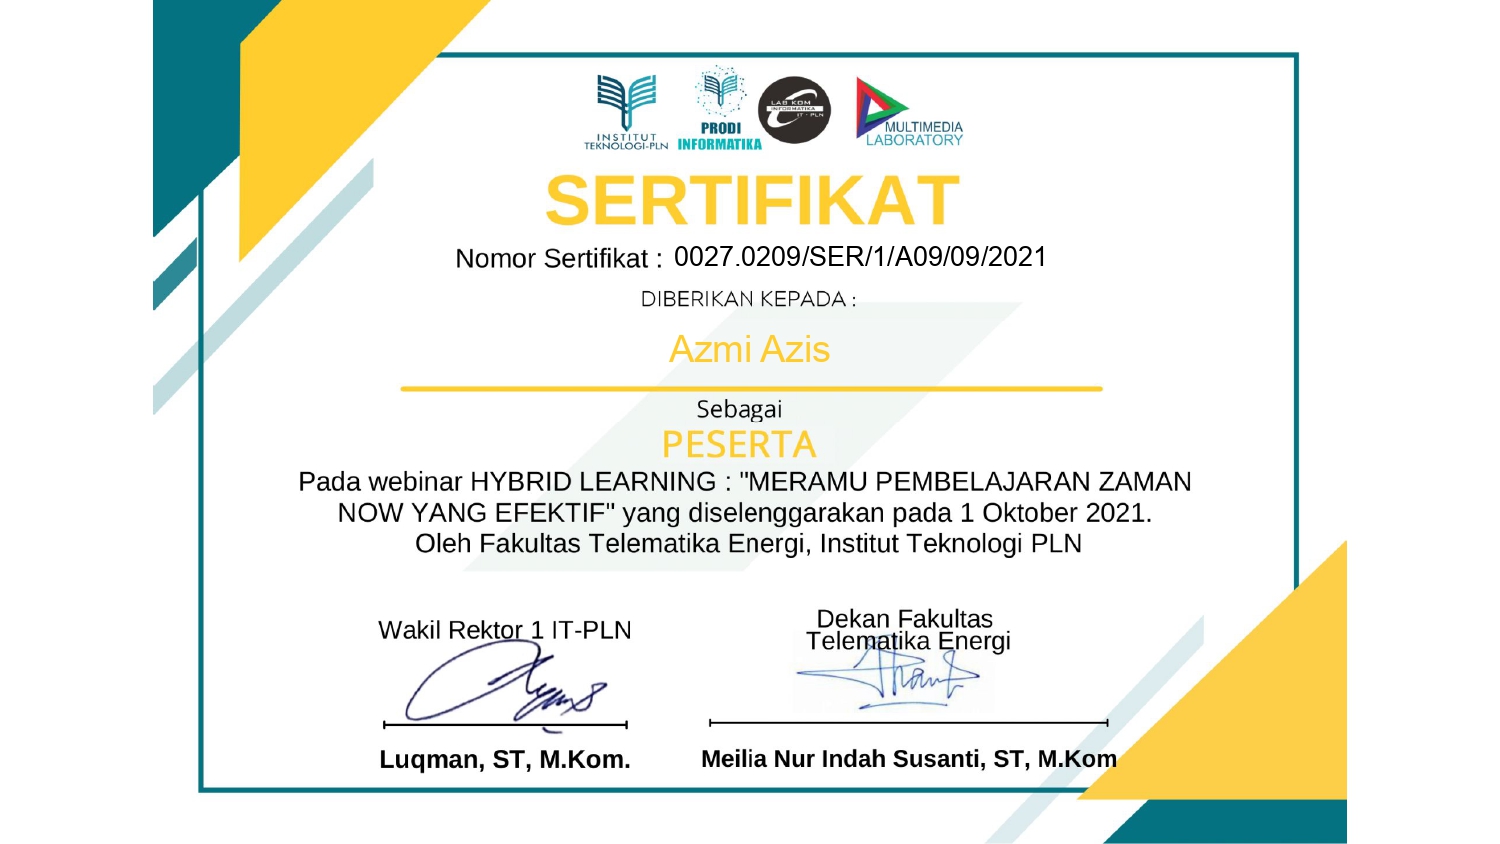 INSTITUT
TEKNOLOGI-PLN
PRODI
INFORMATIKA
LAB KOM
INFORMATIKA
IT - PLN
MULTIMEDIA
LABORATORY
SERTIFIKAT
Nomor Sertifikat : 0027.0209/SER/1/A09/09/2021
DIBERIKAN KEPADA :
Azmi Azis
Sebagai
PESERTA
Pada webinar HYBRID LEARNING : "MERAMU PEMBELAJARAN ZAMAN
NOW YANG EFEKTIF" yang diselenggarakan pada 1 Oktober 2021.
Oleh Fakultas Telematika Energi, Institut Teknologi PLN
Wakil Rektor 1 IT-PLN
Luqman, ST, M.Kom.
Dekan Fakultas
Telematika Energi
Meilia Nur Indah Susanti, ST, M.Kom